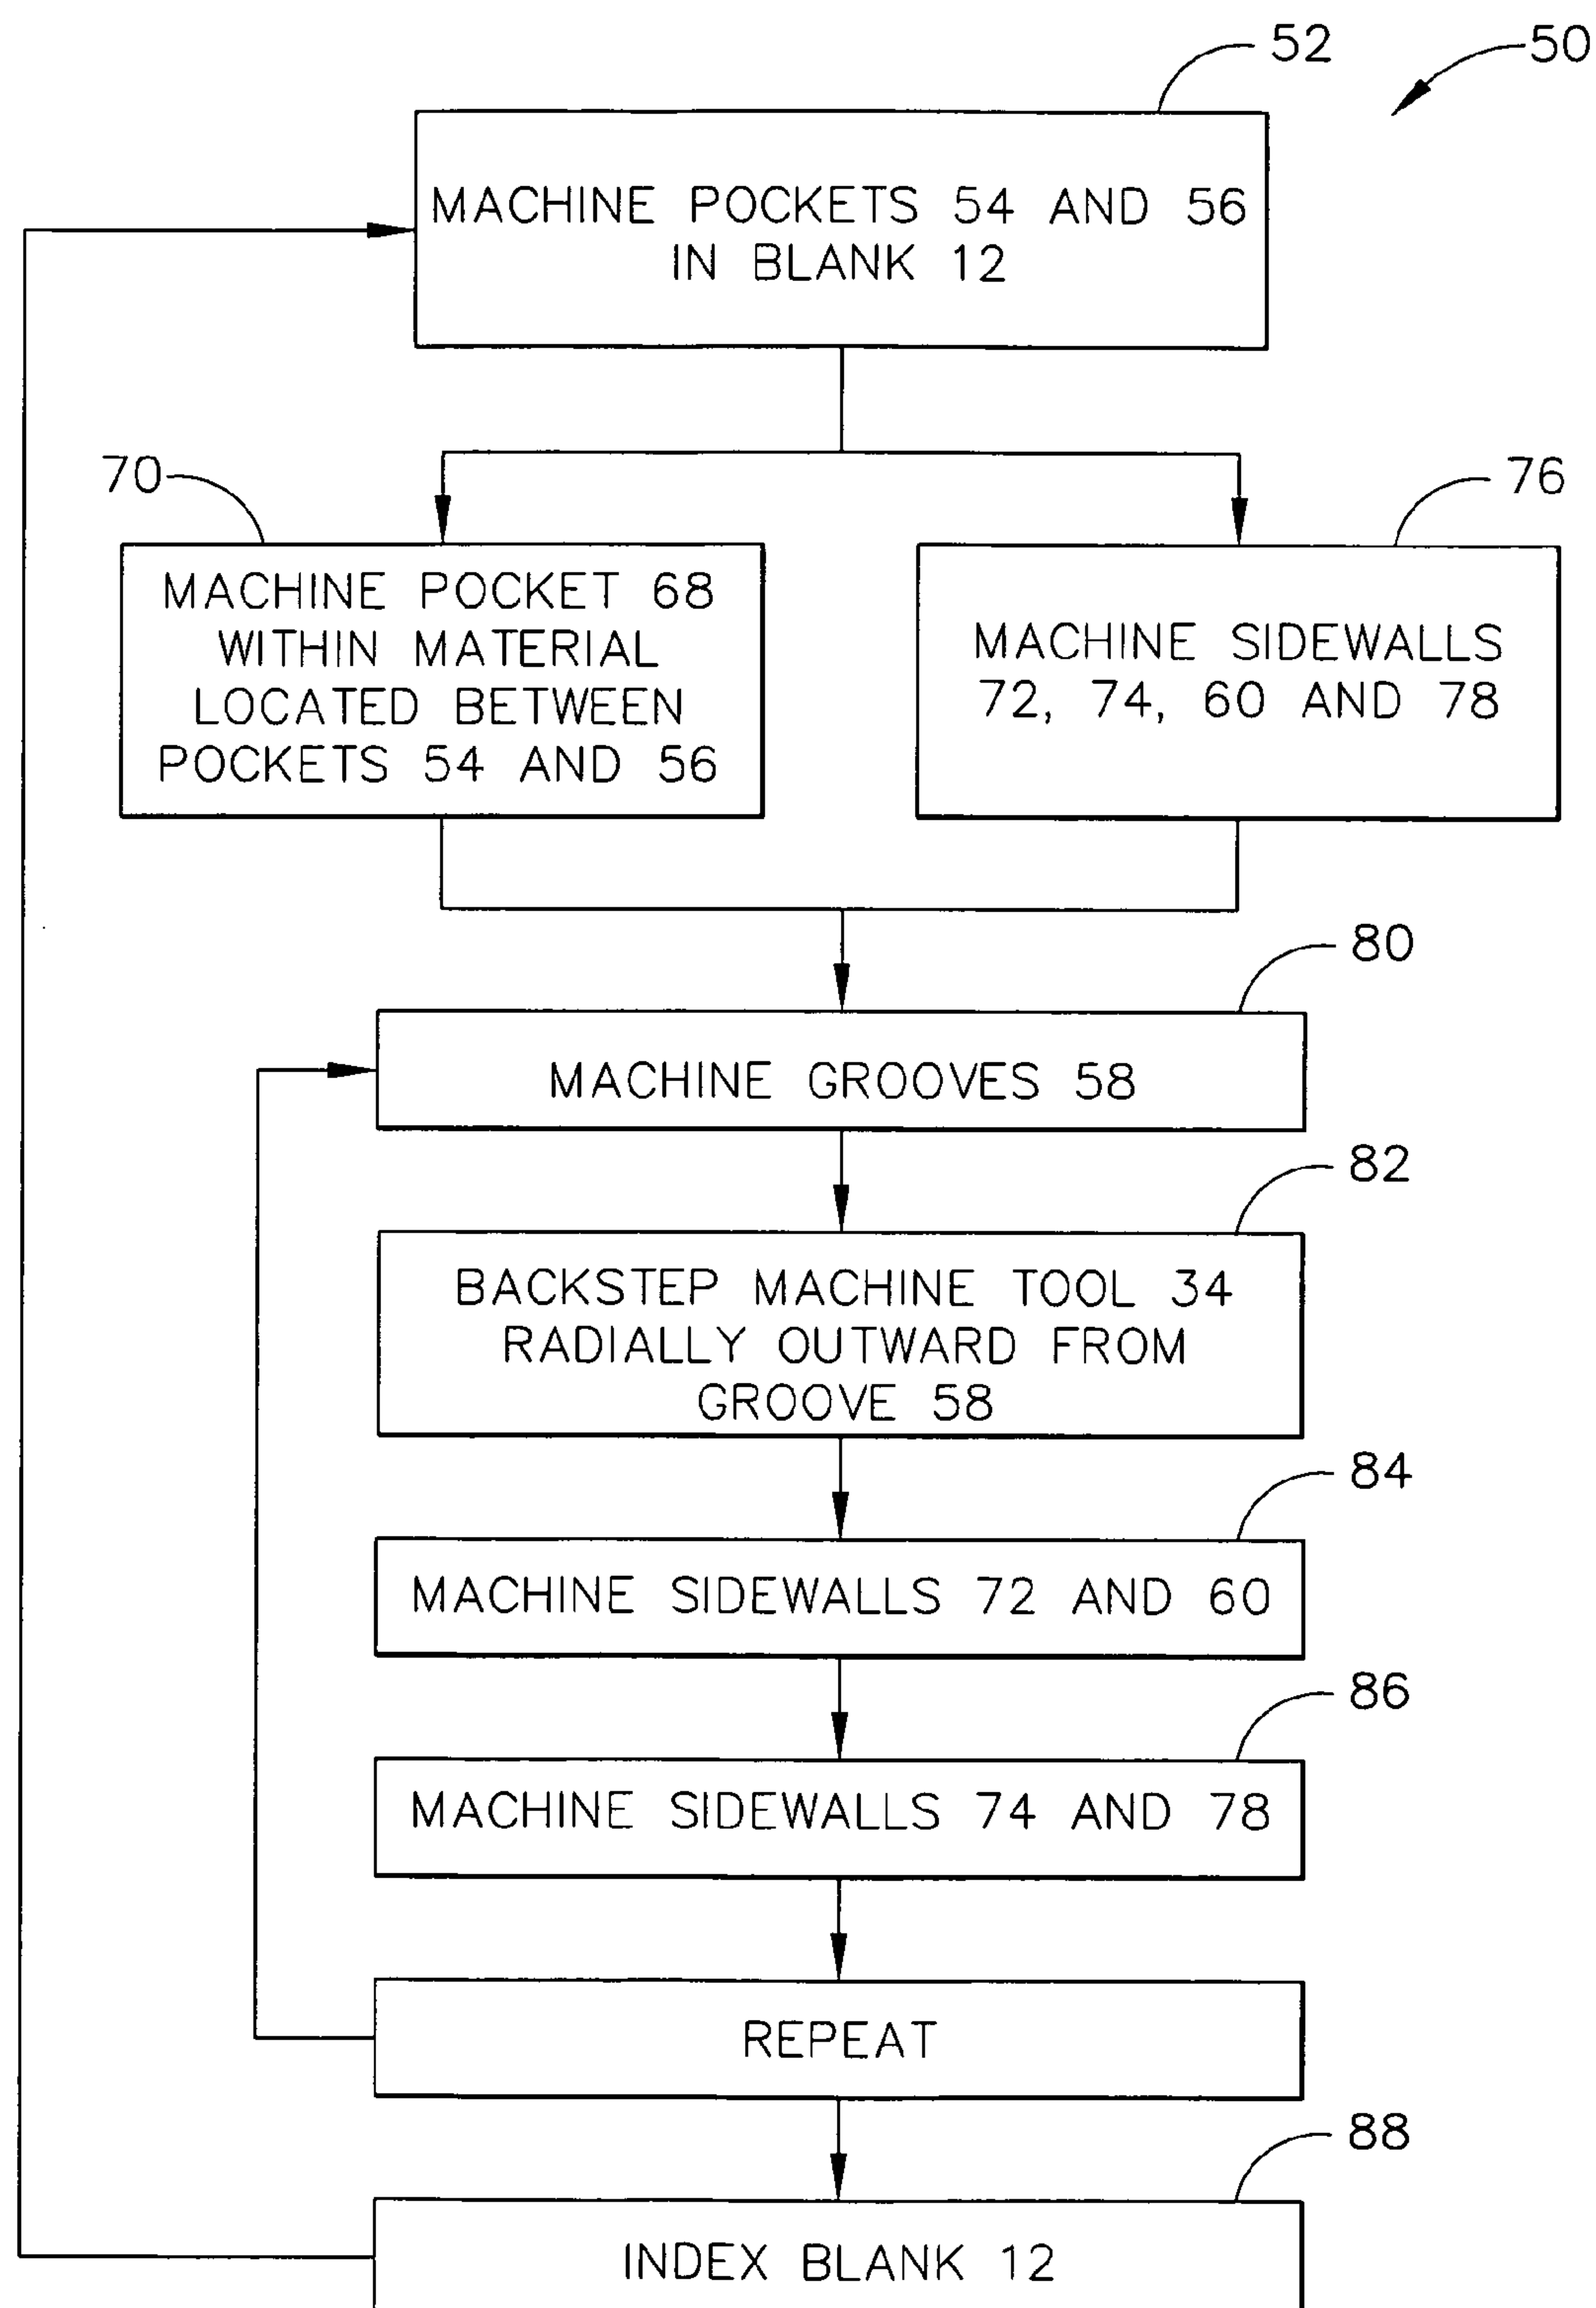 52
50
MACHINE POCKETS 54 AND 56
IN BLANK 12
70
76
MACHINE POCKET 68
WITHIN MATERIAL
LOCATED BETWEEN
POCKETS 54 AND 56
MACHINE SIDEWALLS
72, 74, 60 AND 78
80
MACHINE GROOVES 58
82
BACKSTEP MACHINE TOOL 34
RADIALLY OUTWARD FROM
GROOVE 58
84
MACHINE SIDEWALLS 72 AND 60
86
MACHINE SIDEWALLS 74 AND 78
REPEAT
88
INDEX BLANK 12